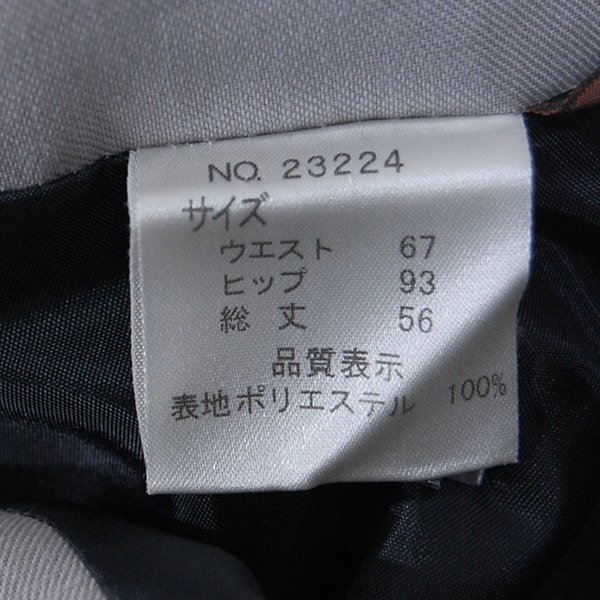 NO. 23224
サイズ
ウエスト 67
ヒップ 93
総丈 56
品質表示
表地ポリエステル 100%